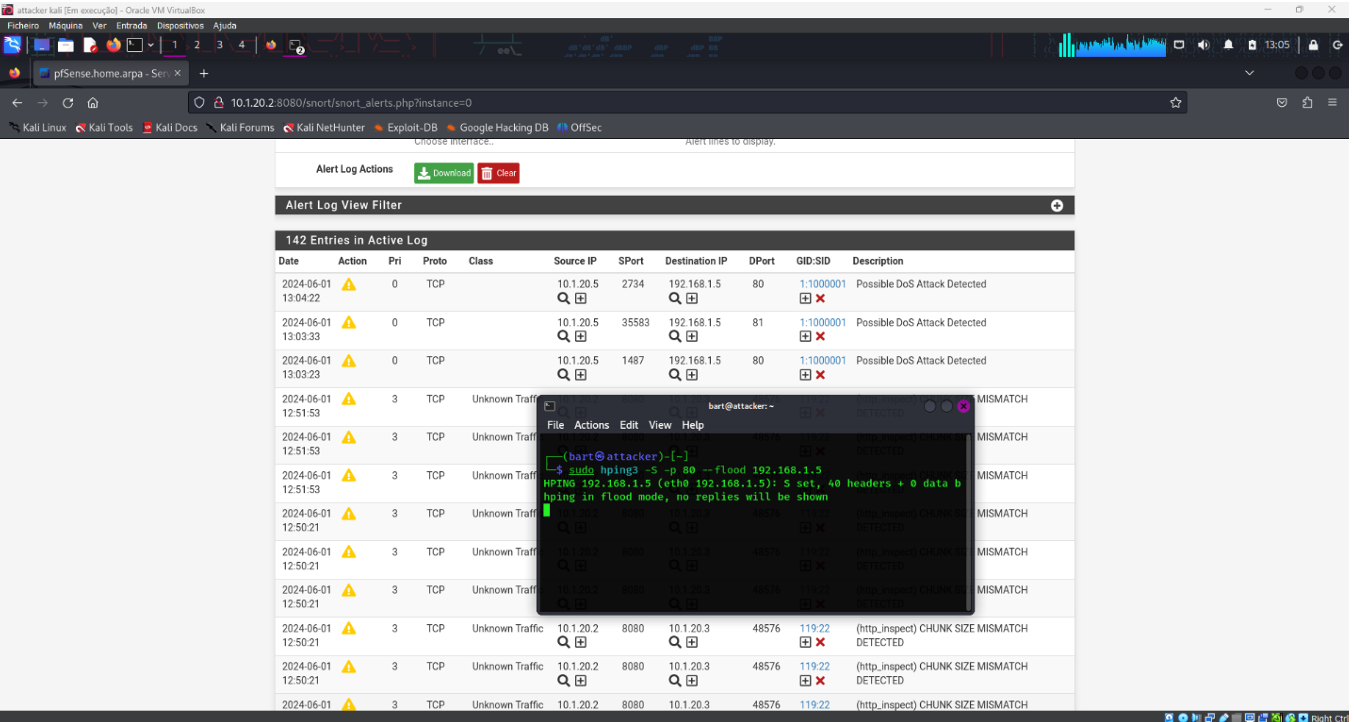 attacker kali [Em execução] - Oracle VM VirtualBox
Ficheiro Máquina Ver Entrada Dispositivos Ajuda
1 2 3 4 2 13:05
pfSense.home.arpa - Ser
10.1.20.2:8080/snort/snort_alerts.php?instance=0
Kali Linux Kali Tools Kali Docs Kali Forums Kali NetHunter Exploit-DB Google Hacking DB OffSec
Choose interface.. Alert lines to display.
Alert Log Actions Download Clear
Alert Log View Filter
142 Entries in Active Log
Date Action Pri Proto Class Source IP SPort Destination IP DPort GID:SID Description
2024-06-01 0 TCP 10.1.20.5 2734 192.168.1.5 80 1:1000001 Possible DoS Attack Detected
13:04:22
2024-06-01 0 TCP 10.1.20.5 35583 192.168.1.5 81 1:1000001 Possible DoS Attack Detected
13:03:33
2024-06-01 0 TCP 10.1.20.5 1487 192.168.1.5 80 1:1000001 Possible DoS Attack Detected
13:03:23
2024-06-01 3 TCP Unknown Traff MISMATCH
12:51:53
2024-06-01 3 TCP Unknown Traff MISMATCH
12:51:53
2024-06-01 3 TCP Unknown Traff MISMATCH
12:51:53
2024-06-01 3 TCP Unknown Traff MISMATCH
12:50:21
2024-06-01 3 TCP Unknown Traff MISMATCH
12:50:21
2024-06-01 3 TCP Unknown Traff MISMATCH
12:50:21
bart@attacker: ~
File Actions Edit View Help
(bart㉿attacker)-[~]
$ sudo hping3 -S -p 80 --flood 192.168.1.5
HPING 192.168.1.5 (eth0 192.168.1.5): S set, 40 headers + 0 data b
hping in flood mode, no replies will be shown
2024-06-01 3 TCP Unknown Traffic 10.1.20.2 8080 10.1.20.3 48576 119:22 (http_inspect) CHUNK SIZE MISMATCH
12:50:21 DETECTED
2024-06-01 3 TCP Unknown Traffic 10.1.20.2 8080 10.1.20.3 48576 119:22 (http_inspect) CHUNK SIZE MISMATCH
12:50:21 DETECTED
2024-06-01 3 TCP Unknown Traffic 10.1.20.2 8080 10.1.20.3 48576 119:22 (http_inspect) CHUNK SIZE MISMATCH
Right Ctrl